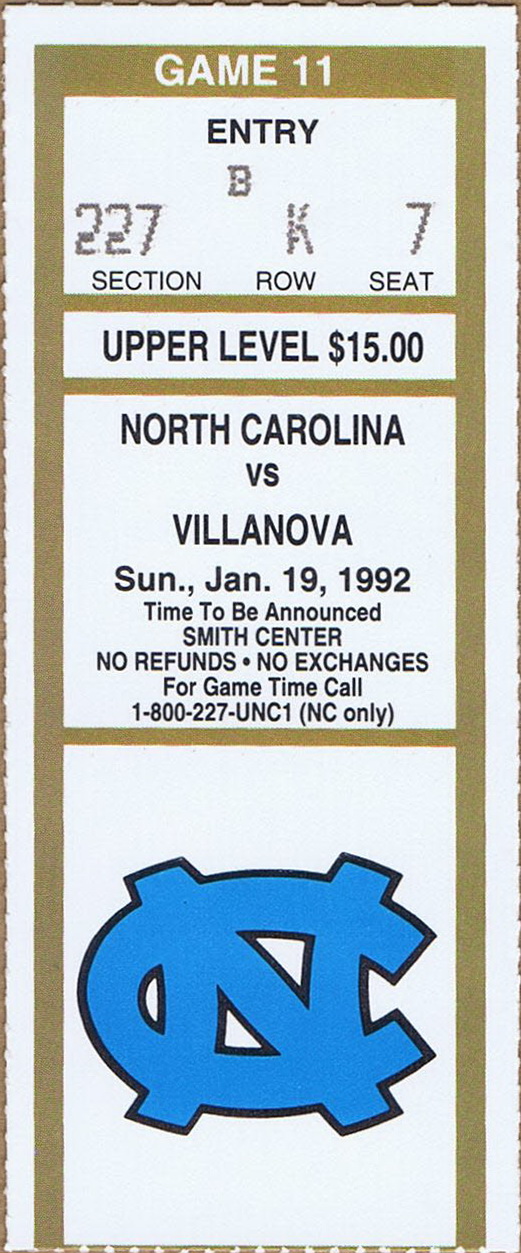 GAME 11
ENTRY
B
227 K 7
SECTION ROW SEAT
UPPER LEVEL $15.00
NORTH CAROLINA
VS
VILLANOVA
Sun., Jan. 19, 1992
Time To Be Announced
SMITH CENTER
NO REFUNDS • NO EXCHANGES
For Game Time Call
1-800-227-UNC1 (NC only)
NC